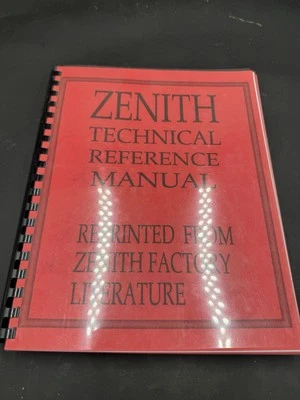 ZENITH
TECHNICAL
REFERENCE
MANUAL
REPRINTED FROM
ZENITH FACTORY
LITERATURE